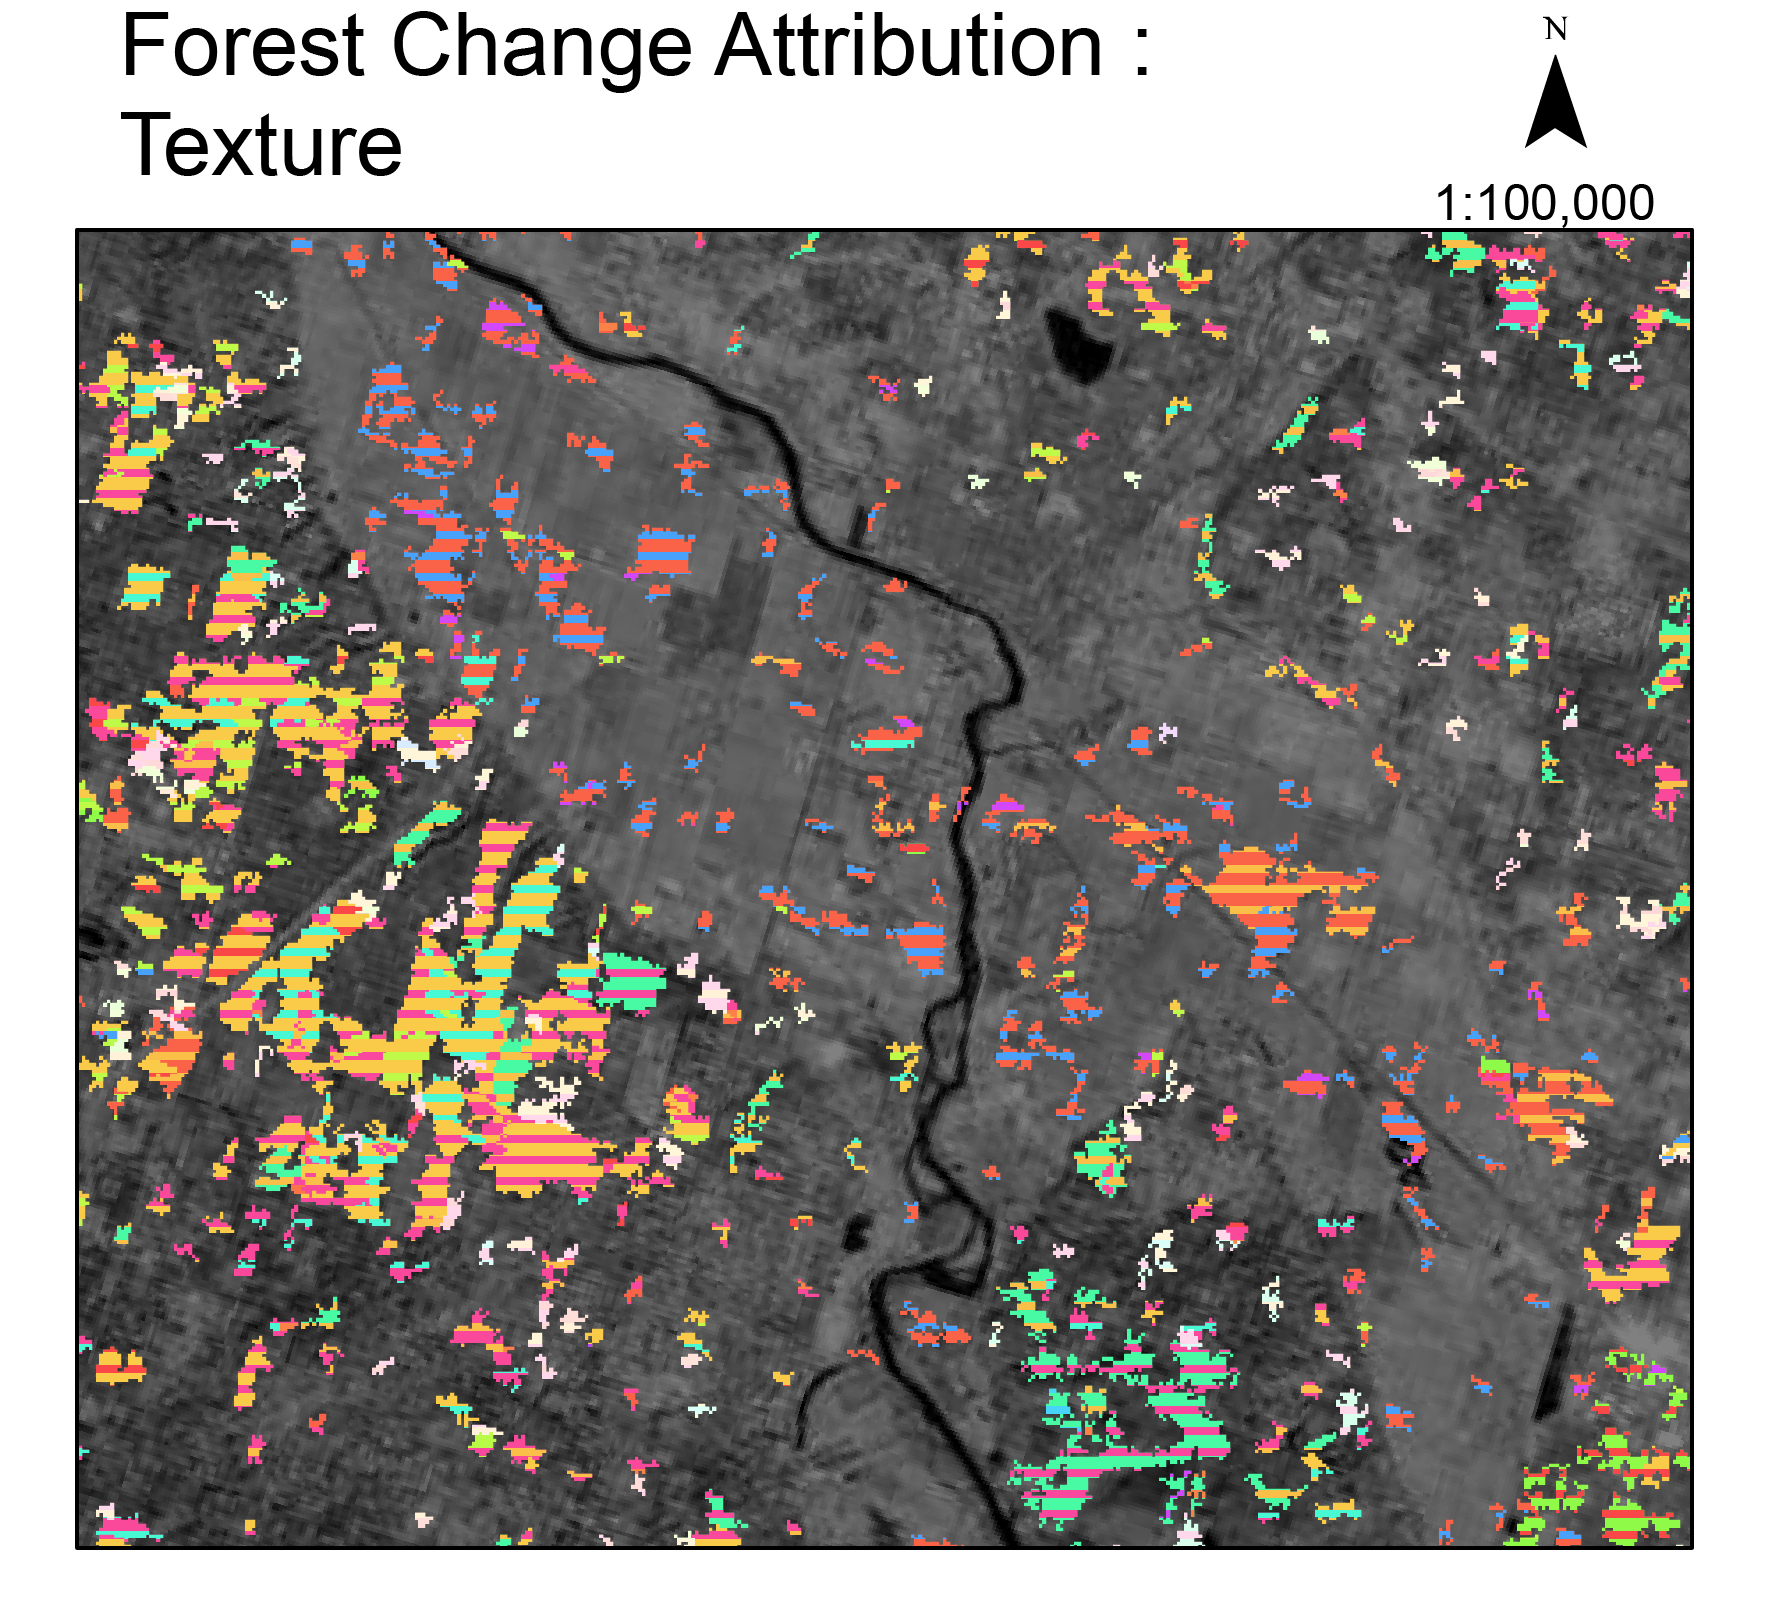 Forest Change Attribution :
Texture
N
1:100,000